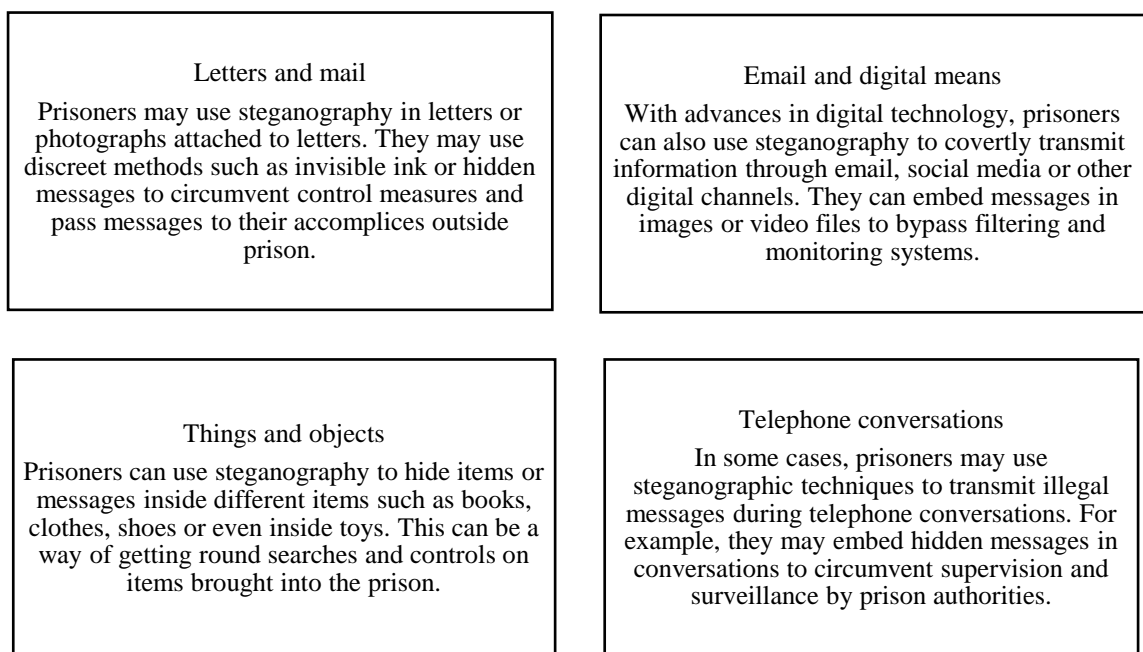 Letters and mail
Prisoners may use steganography in letters or
photographs attached to letters. They may use
discreet methods such as invisible ink or hidden
messages to circumvent control measures and
pass messages to their accomplices outside
prison.
Email and digital means
With advances in digital technology, prisoners
can also use steganography to covertly transmit
information through email, social media or other
digital channels. They can embed messages in
images or video files to bypass filtering and
monitoring systems.
Things and objects
Prisoners can use steganography to hide items or
messages inside different items such as books,
clothes, shoes or even inside toys. This can be a
way of getting round searches and controls on
items brought into the prison.
Telephone conversations
In some cases, prisoners may use
steganographic techniques to transmit illegal
messages during telephone conversations. For
example, they may embed hidden messages in
conversations to circumvent supervision and
surveillance by prison authorities.